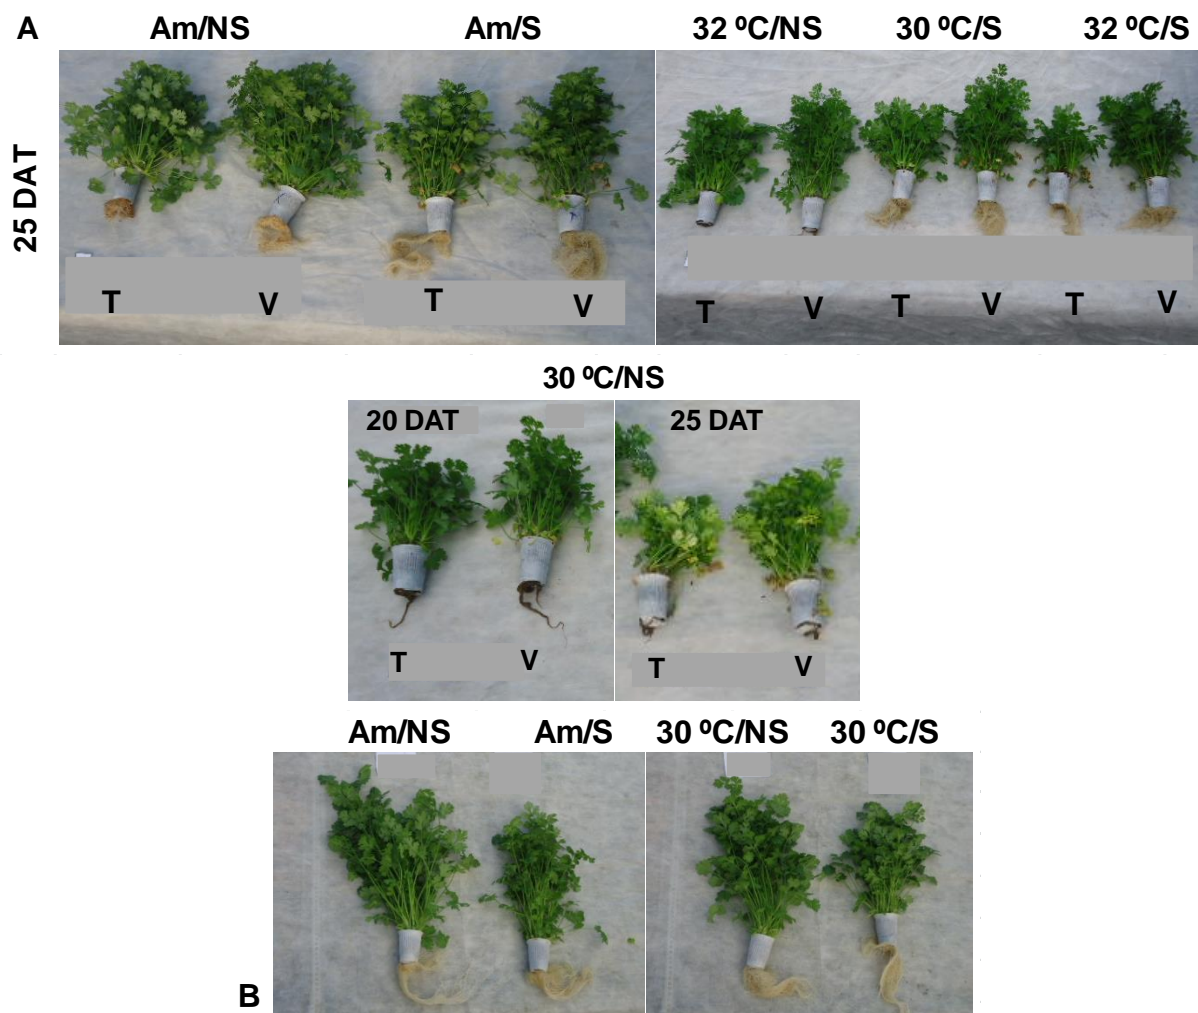 A
Am/NS Am/S 32 ºC/NS 30 ºC/S 32 ºC/S
25 DAT
T V T V T V T V T V
30 ºC/NS
20 DAT 25 DAT
T V T V
Am/NS Am/S 30 ºC/NS 30 ºC/S
B